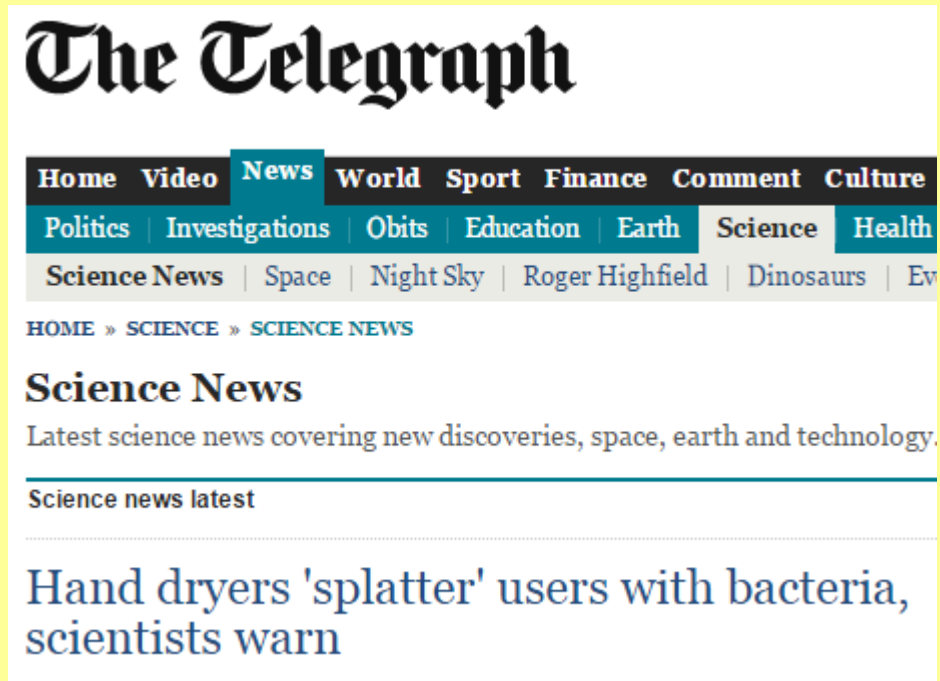 The Telegraph
Home Video News World Sport Finance Comment Culture
Politics | Investigations | Obits | Education | Earth Science Health
Science News | Space | Night Sky | Roger Highfield | Dinosaurs |
HOME » SCIENCE » SCIENCE NEWS
Science News
Latest science news covering new discoveries, space, earth and technology.
Science news latest
Hand dryers 'splatter' users with bacteria,
scientists warn